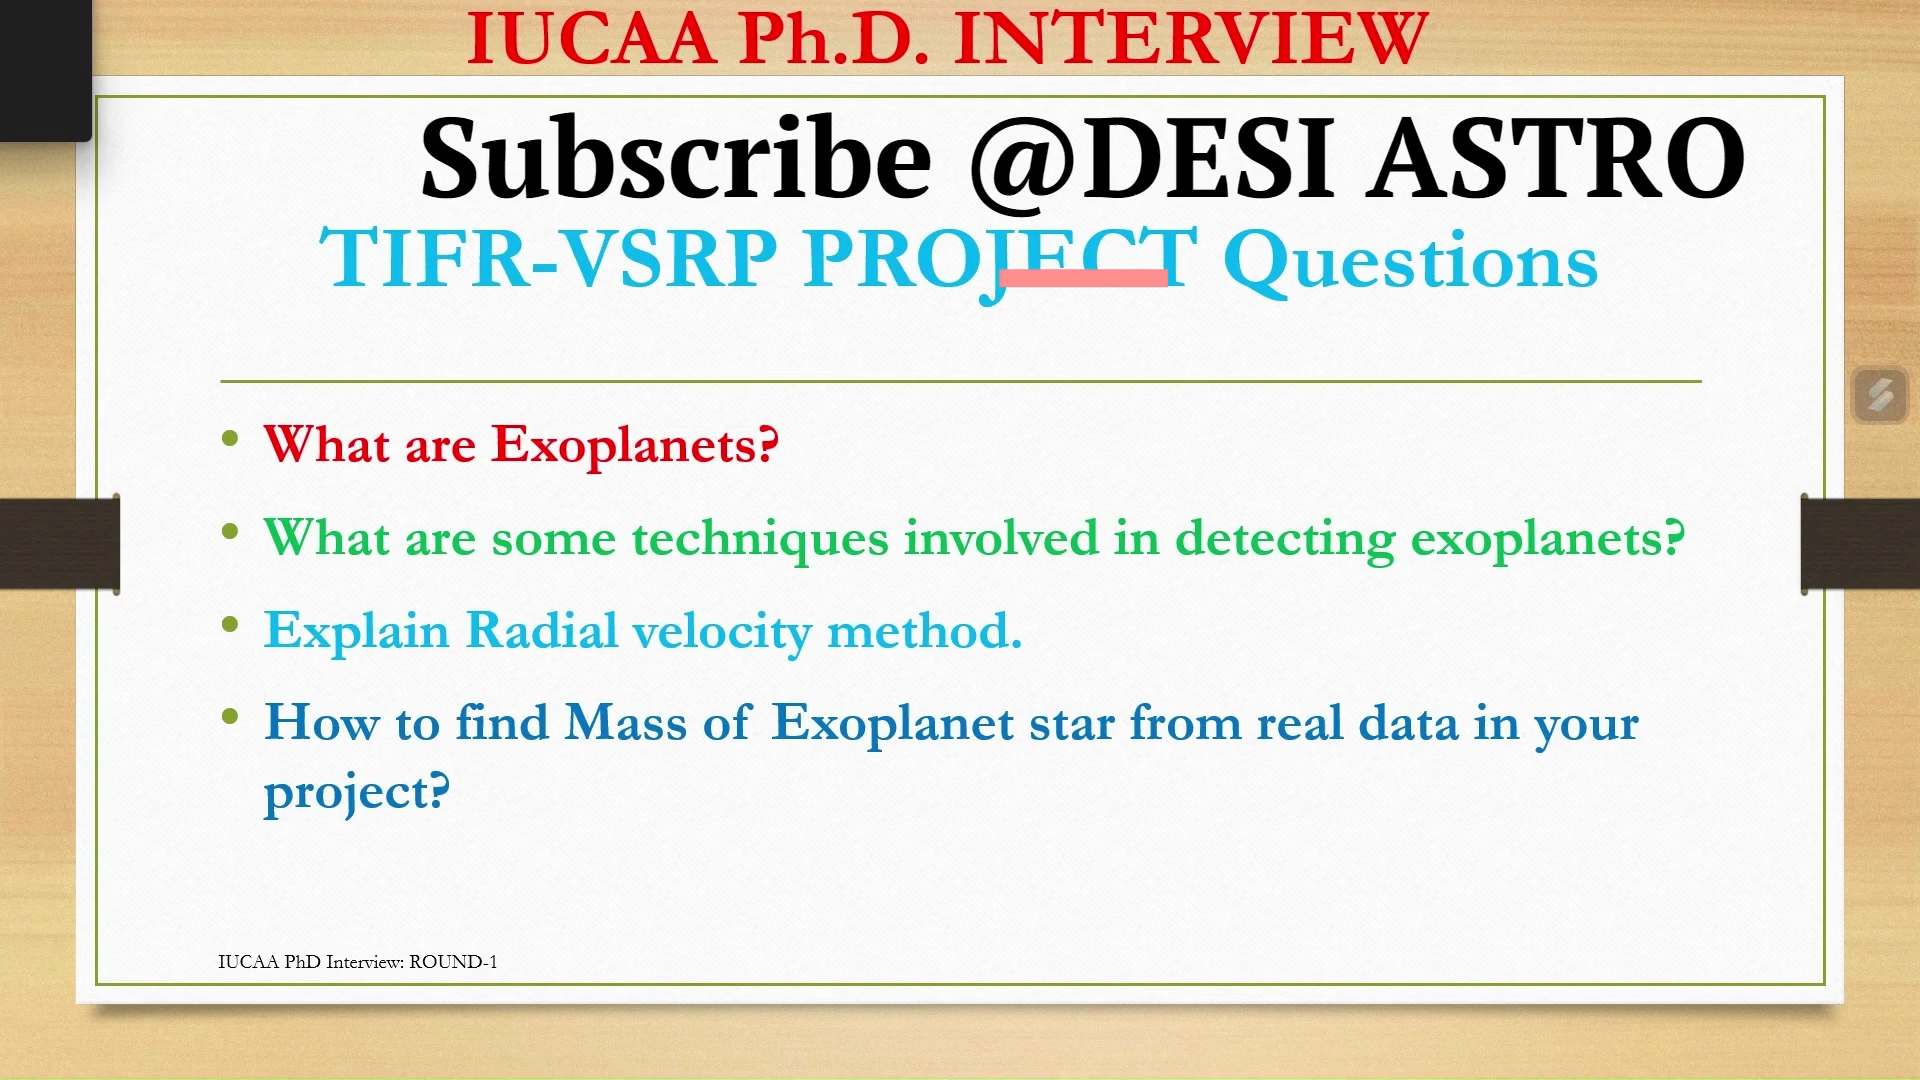 IUCAA Ph.D. INTERVIEW
Subscribe @DESI ASTRO
TIFR-VSRP PROJECT Questions
• What are Exoplanets?
• What are some techniques involved in detecting exoplanets?
• Explain Radial velocity method.
• How to find Mass of Exoplanet star from real data in your
project?
IUCAA PhD Interview: ROUND-1